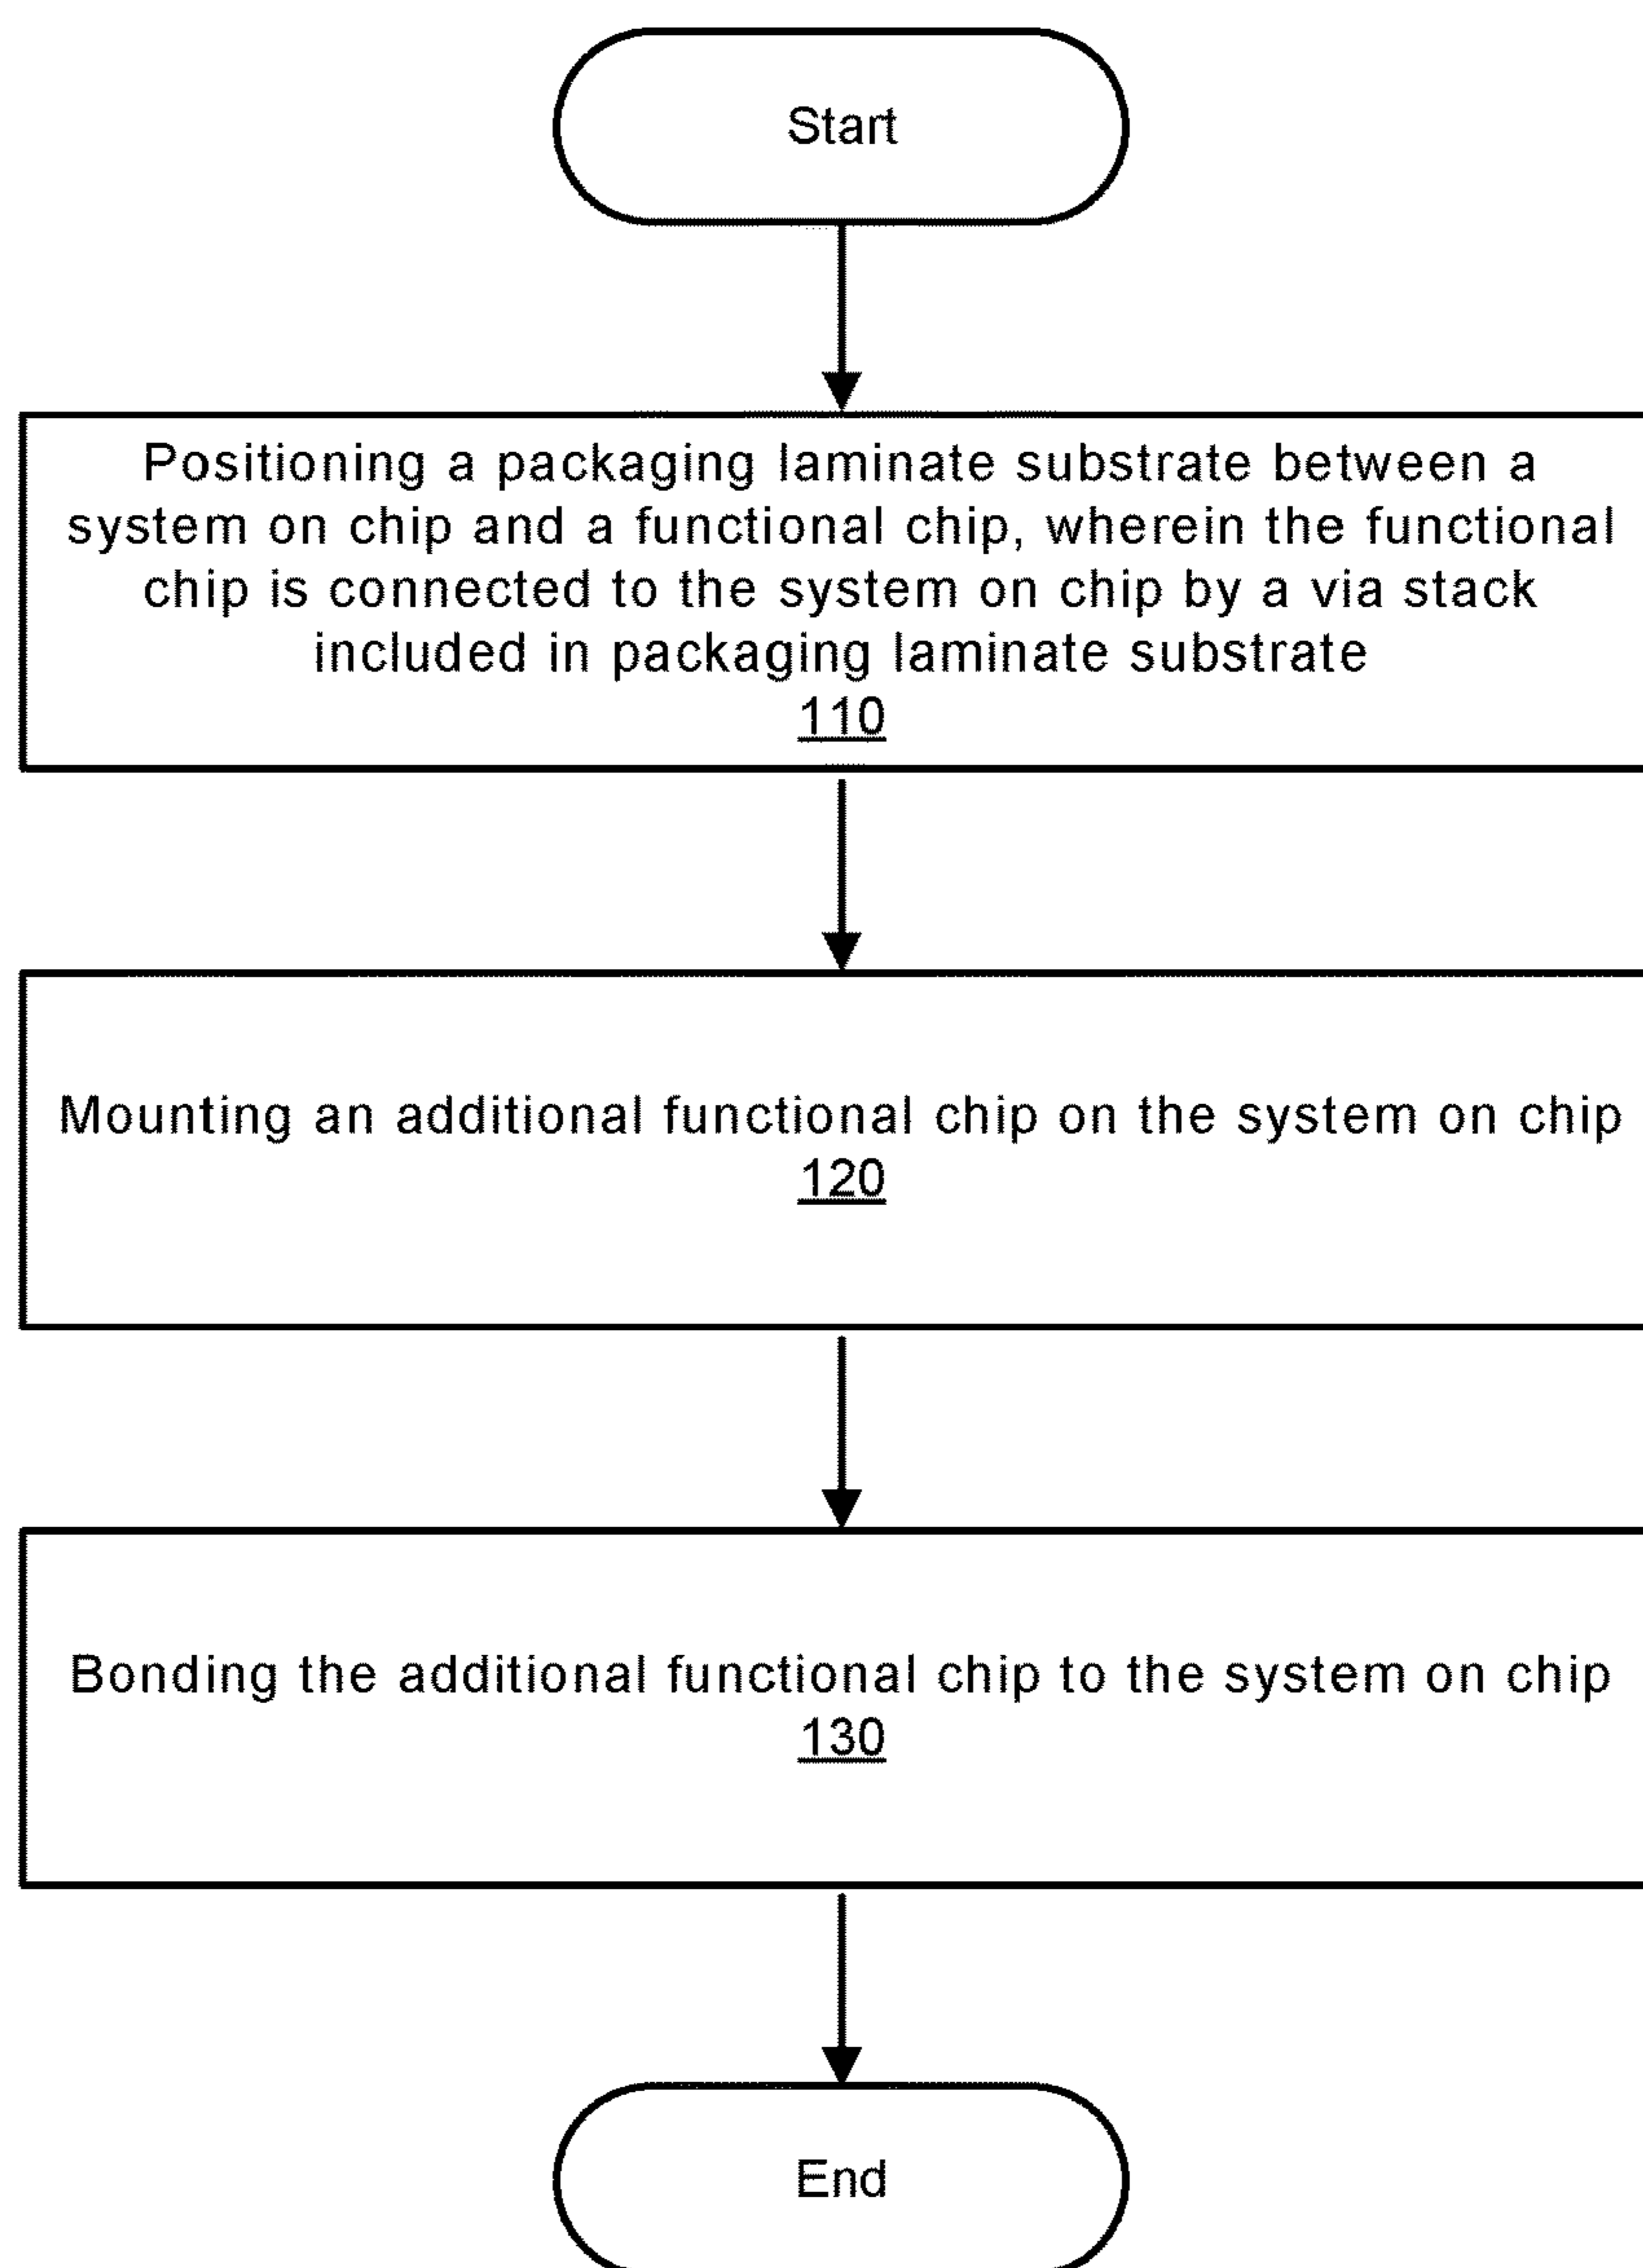 Start
Positioning a packaging laminate substrate between a
system on chip and a functional chip, wherein the functional
chip is connected to the system on chip by a via stack
included in packaging laminate substrate
110
Mounting an additional functional chip on the system on chip
120
Bonding the additional functional chip to the system on chip
130
End